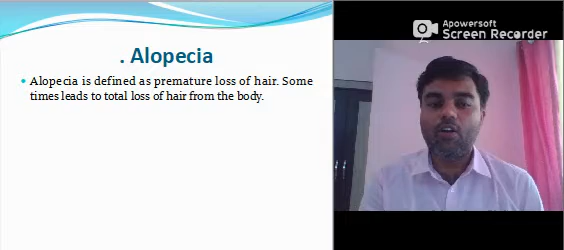 . Alopecia
Alopecia is defined as premature loss of hair. Some
times leads to total loss of hair from the body.
Apowersoft
Screen Recorder